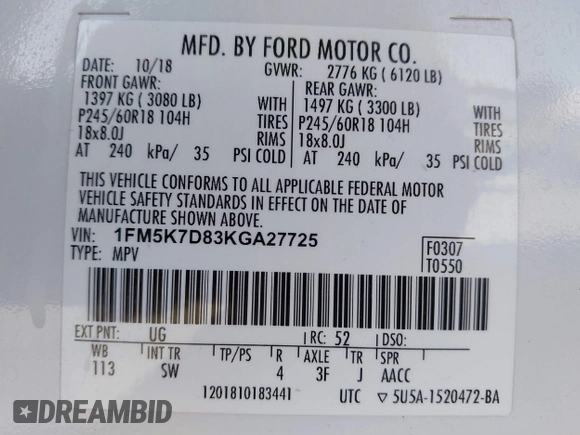 MFD. BY FORD MOTOR CO.
DATE: 10/18 GVWR: 2776 KG ( 6120 LB)
FRONT GAWR: REAR GAWR:
1397 KG ( 3080 LB) WITH 1497 KG ( 3300 LB) WITH
P245/60R18 104H TIRES P245/60R18 104H TIRES
18x8.0J RIMS 18x8.0J RIMS
AT 240 kPa/ 35 PSI COLD AT 240 kPa/ 35 PSI COLD
THIS VEHICLE CONFORMS TO ALL APPLICABLE FEDERAL MOTOR
VEHICLE SAFETY STANDARDS IN EFFECT ON THE DATE OF
MANUFACTURE SHOWN ABOVE.
VIN: 1FM5K7D83KGA27725 F0307
TYPE: MPV T0550
EXT PNT: UG RC: 52 DSO:
WB INT TR TP/PS R AXLE TR SPR
113 SW 4 3F J AACC
1201810183441 UTC ▽ 5U5A-1520472-BA
DREAMBID